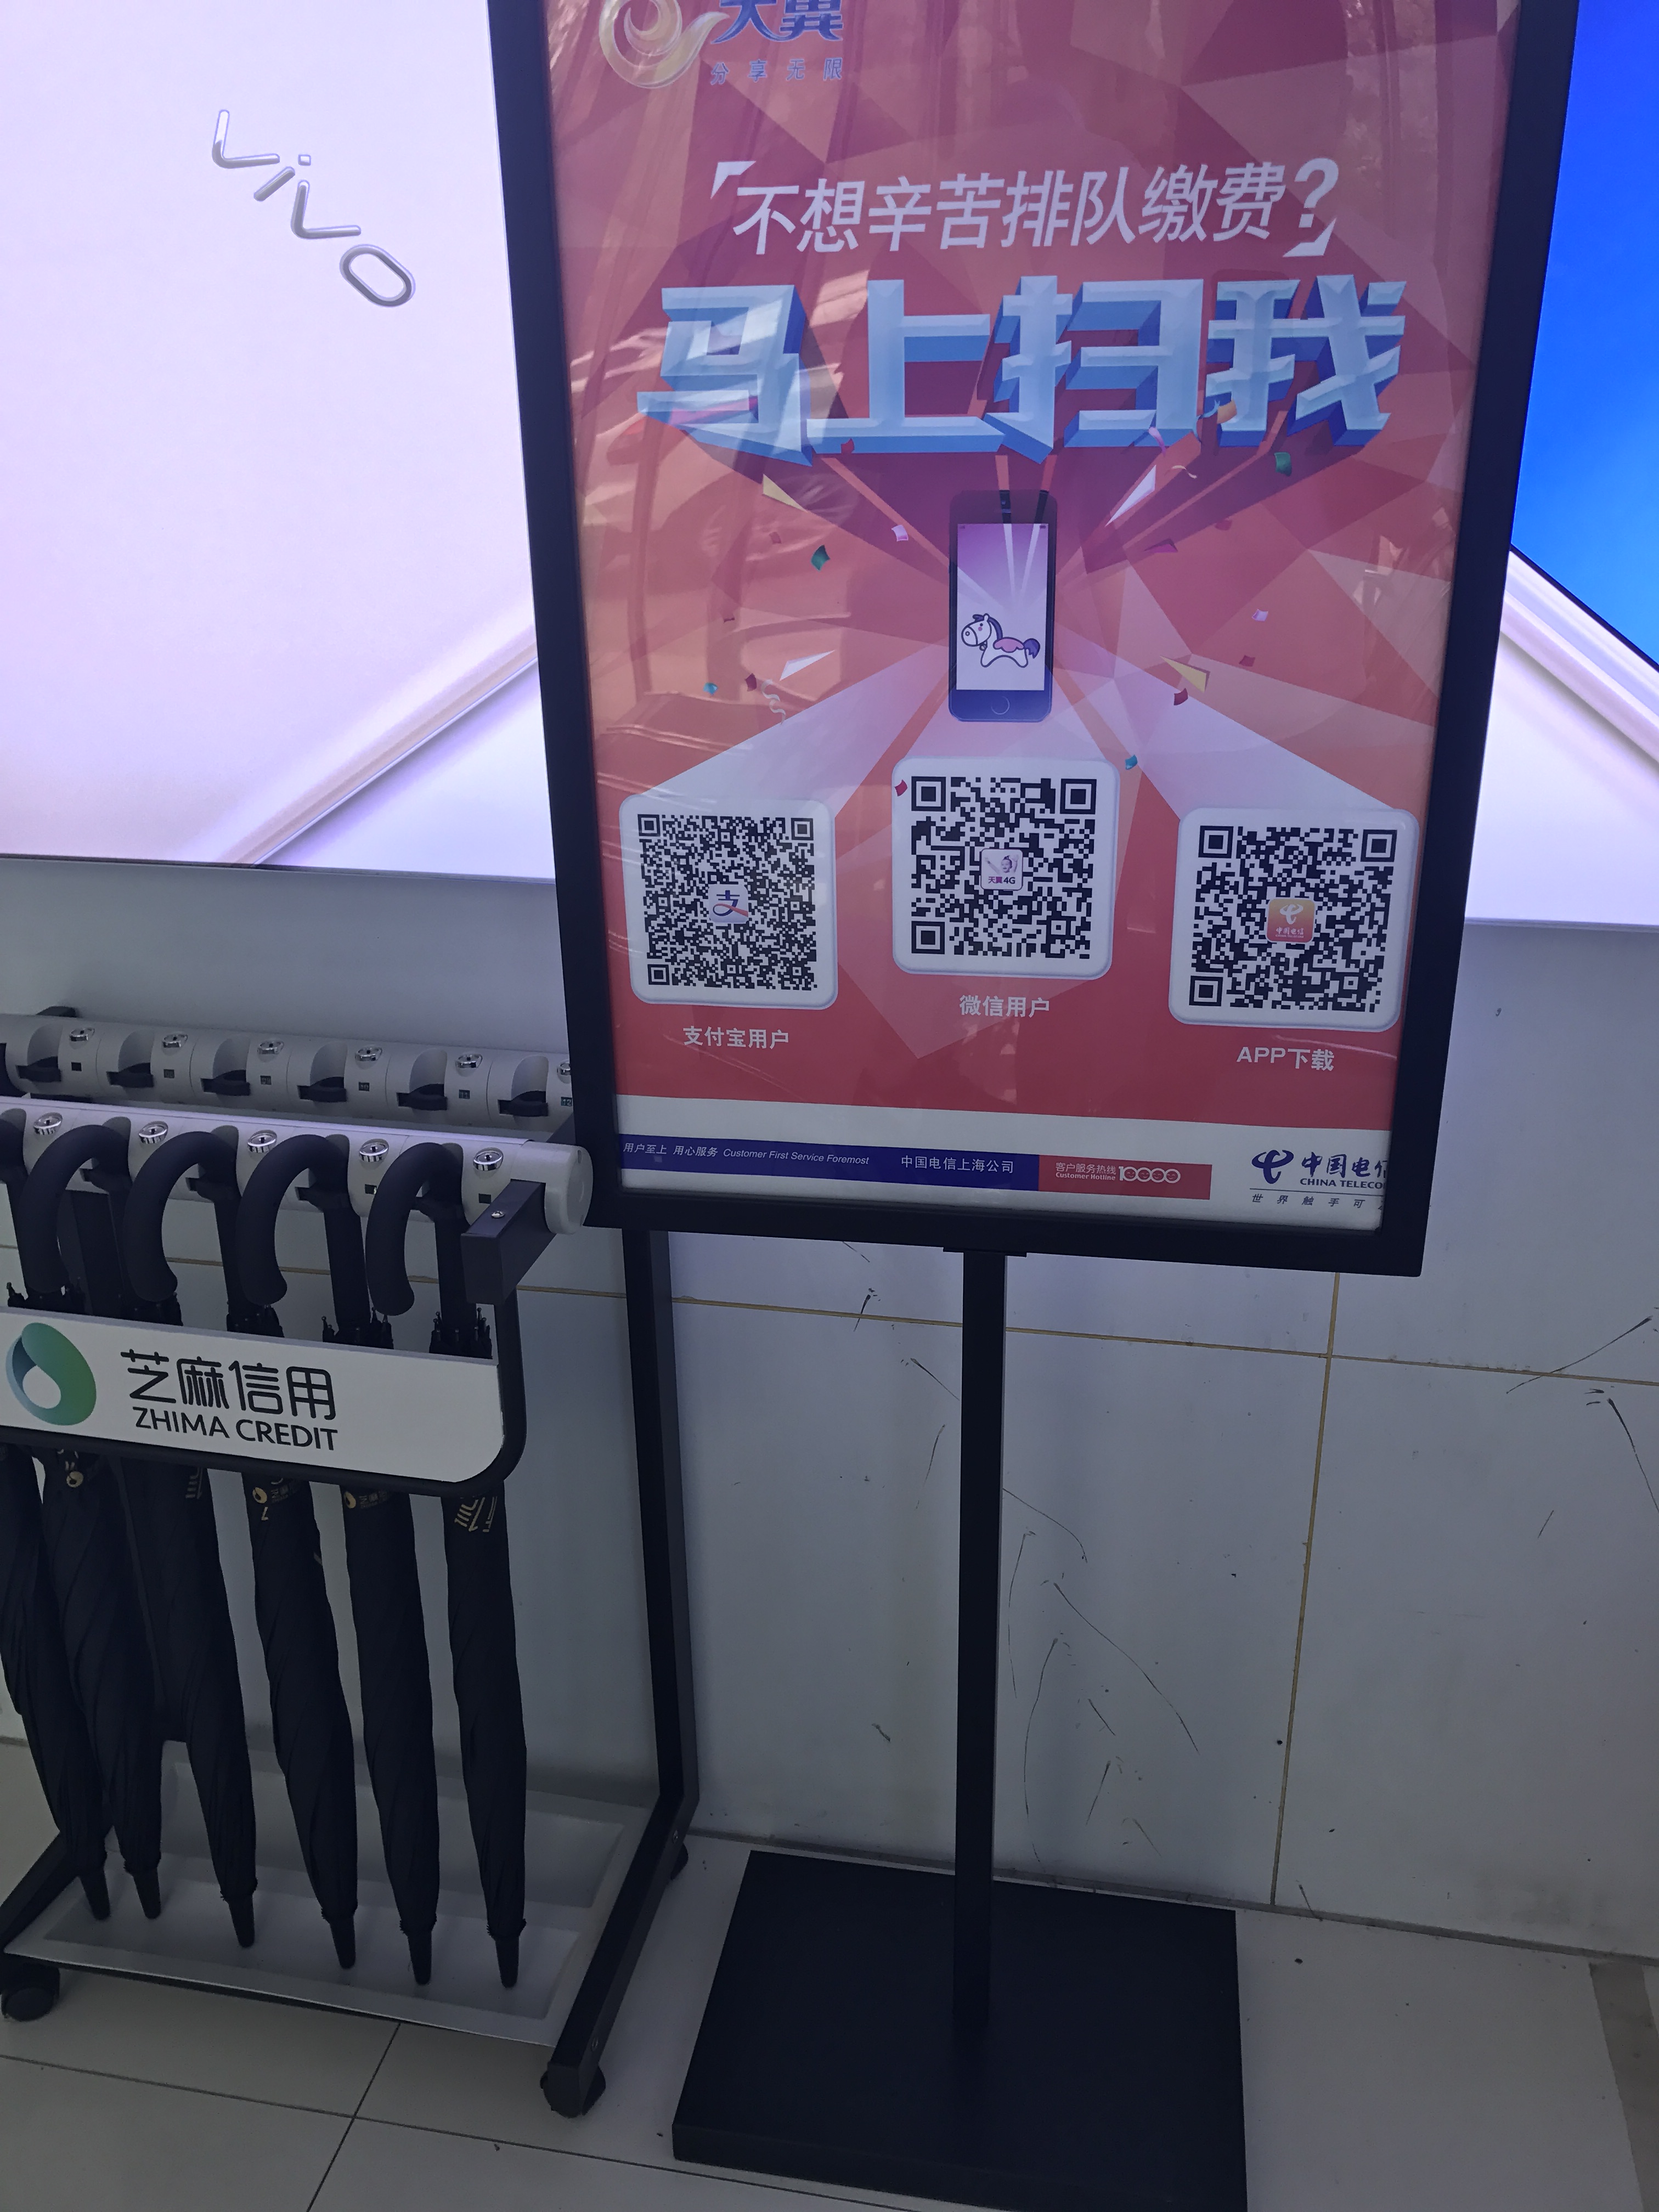 vivo
天翼
分享无限
「不想辛苦排队缴费?」
马上扫我
支
天翼4G
中国电信
支付宝用户
微信用户
APP下载
用户至上 用心服务 Customer First Service Foremost
中国电信上海公司
客户服务热线 10000
Customer Hotline
中国电信
CHINA TELECO
世界触手可
芝麻信用
ZHIMA CREDIT